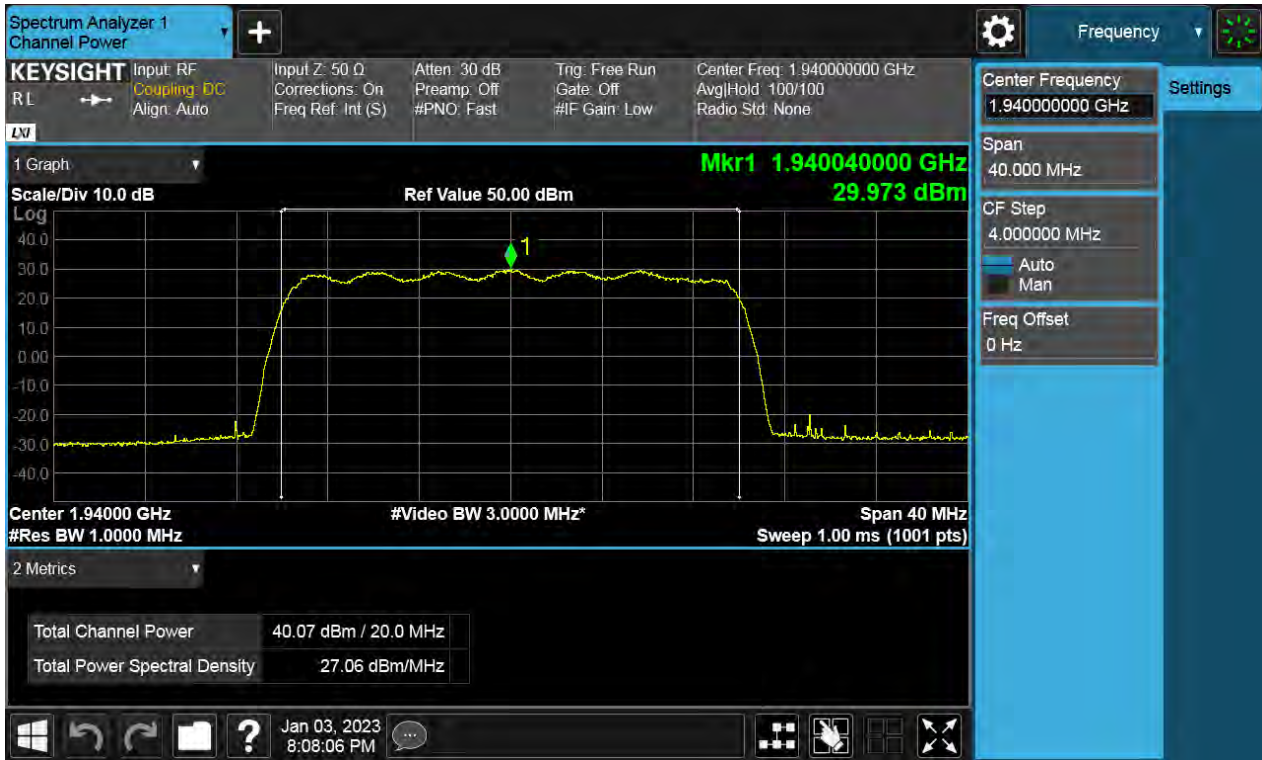 Spectrum Analyzer 1
Channel Power
+
Frequency
KEYSIGHT
RL
LXI
Input: RF
Coupling: DC
Align: Auto
Input Z: 50 Ω
Corrections: On
Freq Ref: Int (S)
Atten: 30 dB
Preamp: Off
#PNO: Fast
Trig: Free Run
Gate: Off
#IF Gain: Low
Center Freq: 1.940000000 GHz
Avg|Hold: 100/100
Radio Std: None
1 Graph
Mkr1 1.940040000 GHz
29.973 dBm
Scale/Div 10.0 dB
Ref Value 50.00 dBm
Log
40.0
30.0
20.0
10.0
0.00
-10.0
-20.0
-30.0
-40.0
1
Center 1.94000 GHz
#Video BW 3.0000 MHz*
Span 40 MHz
#Res BW 1.0000 MHz
Sweep 1.00 ms (1001 pts)
2 Metrics
Total Channel Power 40.07 dBm / 20.0 MHz
Total Power Spectral Density 27.06 dBm/MHz
Center Frequency
1.940000000 GHz
Settings
Span
40.000 MHz
CF Step
4.000000 MHz
Auto
Man
Freq Offset
0 Hz
?
Jan 03, 2023
8:08:06 PM